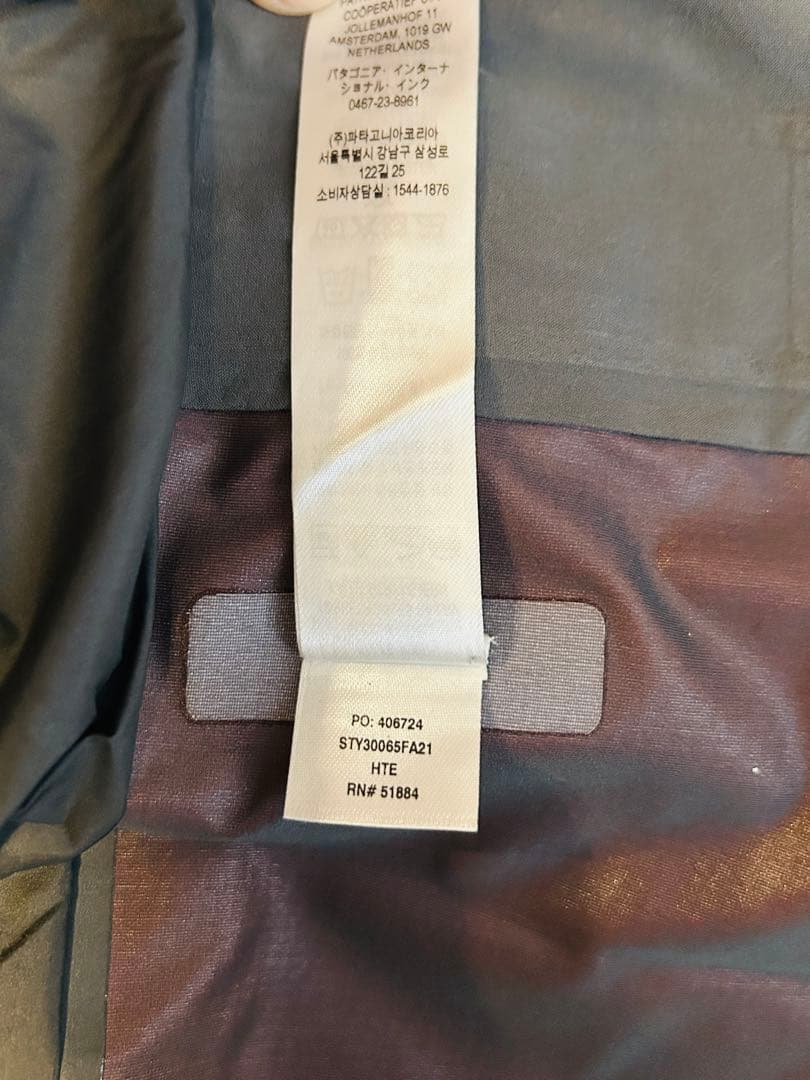 COÖPERATIEF
JOLLEMANHOF 11
AMSTERDAM, 1019 GW
NETHERLANDS
パタゴニア・インターナ
ショナル・インク
0467-23-8961
(주)파타고니아코리아
서울특별시 강남구 삼성로
122길 25
소비자상담실 : 1544-1876
PO: 406724
STY30065FA21
HTE
RN# 51884